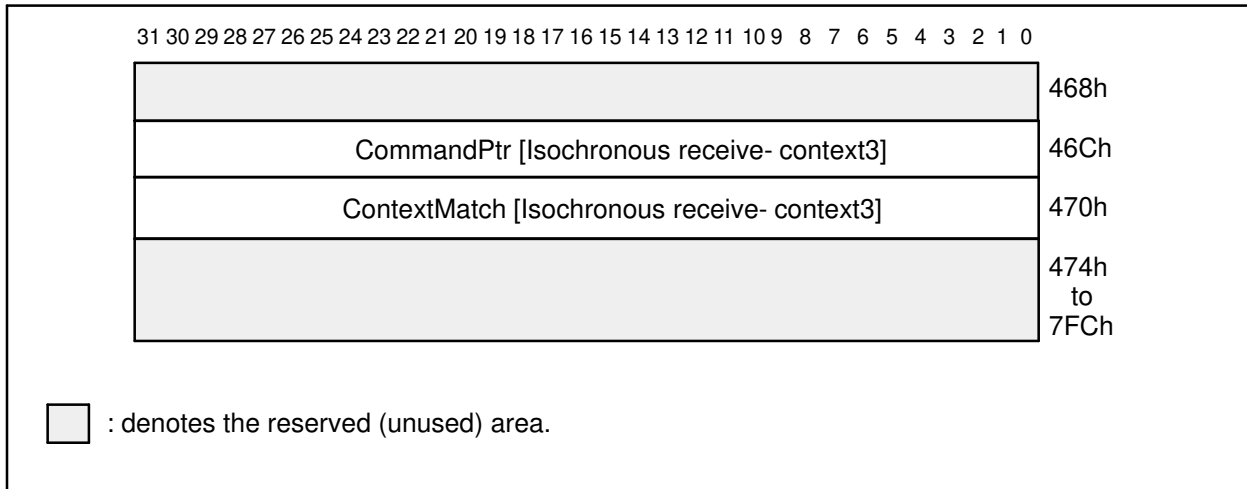 31 30 29 28 27 26 25 24 23 22 21 20 19 18 17 16 15 14 13 12 11 10 9 8 7 6 5 4 3 2 1 0
468h
CommandPtr [Isochronous receive- context3] 46Ch
ContextMatch [Isochronous receive- context3] 470h
474h
to
7FCh
: denotes the reserved (unused) area.